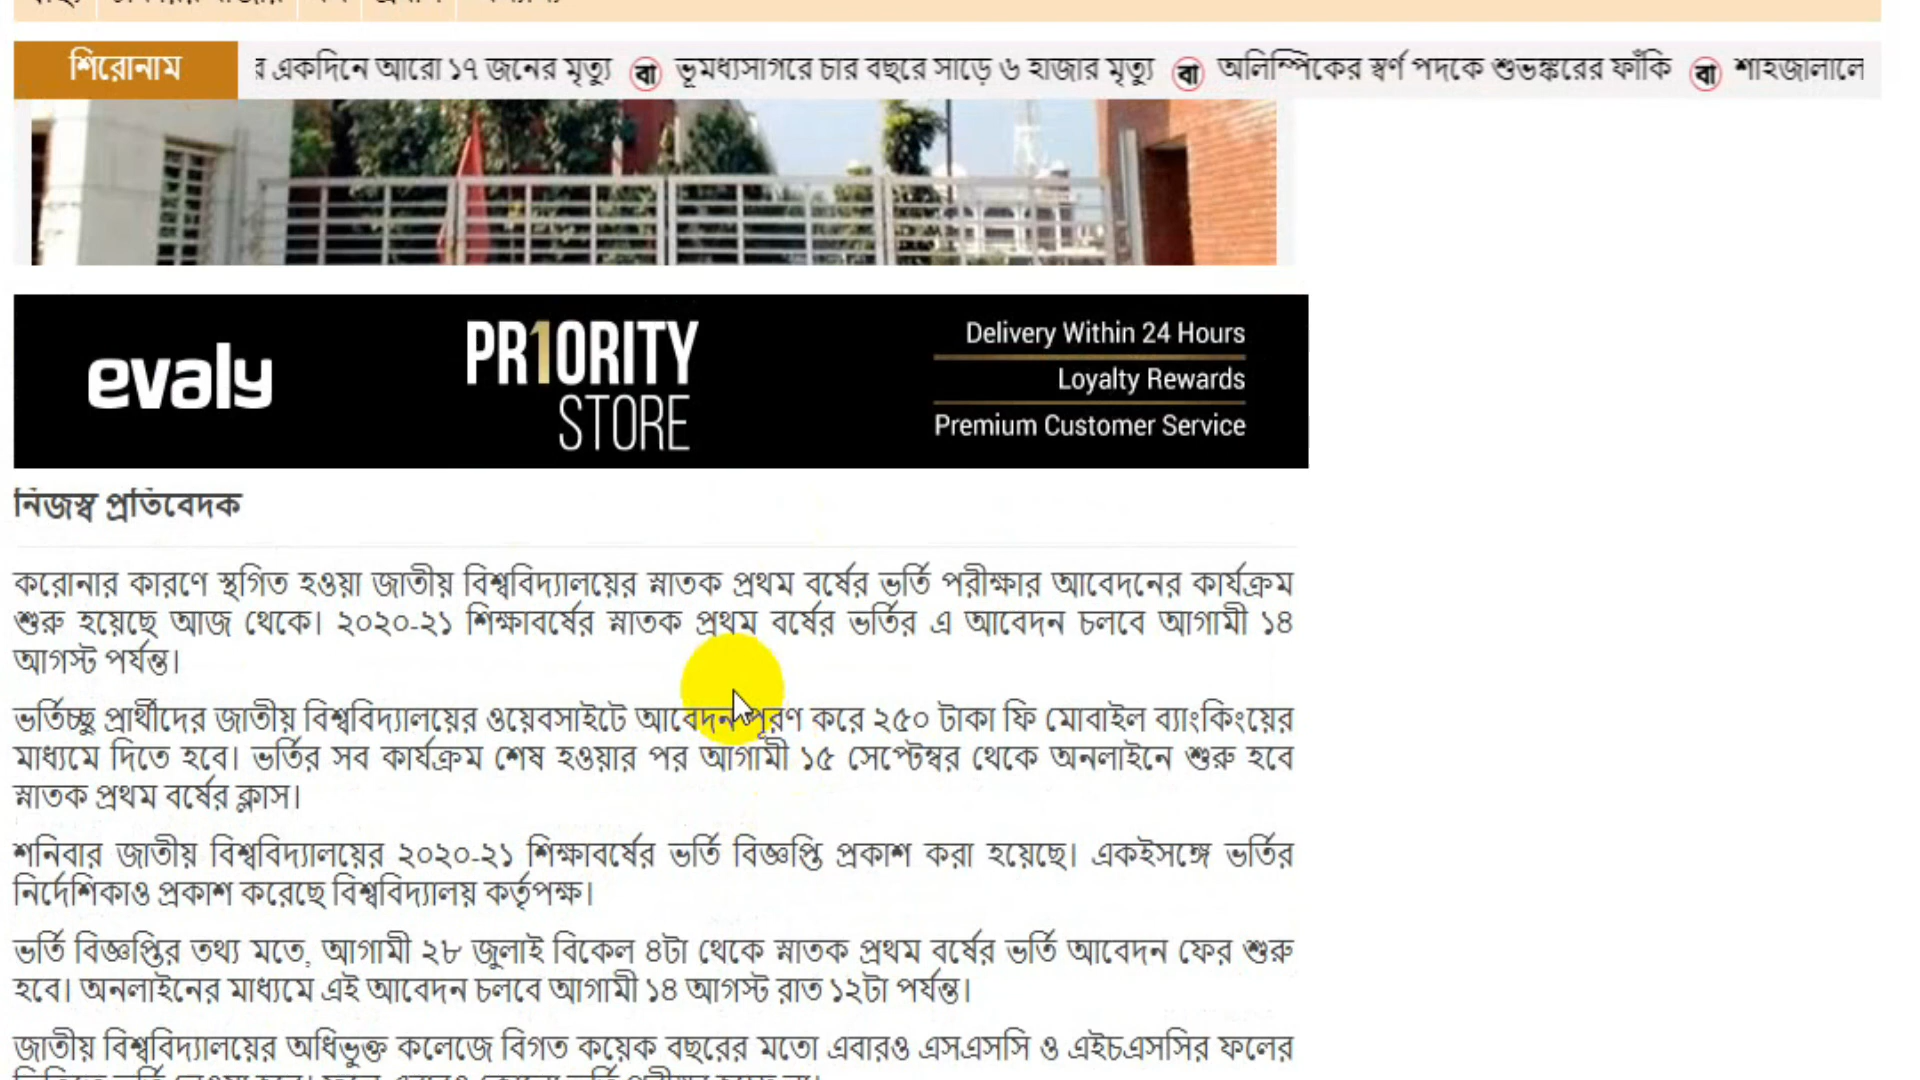 শিরোনাম
র একদিনে আরো ১৭ জনের মৃত্যু বা ভূমধ্যসাগরে চার বছরে সাড়ে ৬ হাজার মৃত্যু বা অলিম্পিকের স্বর্ণ পদকে শুভঙ্করের ফাঁকি বা শাহজালালে
evaly
PR1ORITY
STORE
Delivery Within 24 Hours
Loyalty Rewards
Premium Customer Service
নিজস্ব প্রতিবেদক
করোনার কারণে স্থগিত হওয়া জাতীয় বিশ্ববিদ্যালয়ের স্নাতক প্রথম বর্ষের ভর্তি পরীক্ষার আবেদনের কার্যক্রম
শুরু হয়েছে আজ থেকে। ২০২০-২১ শিক্ষাবর্ষের স্নাতক প্রথম বর্ষের ভর্তির এ আবেদন চলবে আগামী ১৪
আগস্ট পর্যন্ত।
ভর্তিচ্ছু প্রার্থীদের জাতীয় বিশ্ববিদ্যালয়ের ওয়েবসাইটে আবেদন পূরণ করে ২৫০ টাকা ফি মোবাইল ব্যাংকিংয়ের
মাধ্যমে দিতে হবে। ভর্তির সব কার্যক্রম শেষ হওয়ার পর আগামী ১৫ সেপ্টেম্বর থেকে অনলাইনে শুরু হবে
স্নাতক প্রথম বর্ষের ক্লাস।
শনিবার জাতীয় বিশ্ববিদ্যালয়ের ২০২০-২১ শিক্ষাবর্ষের ভর্তি বিজ্ঞপ্তি প্রকাশ করা হয়েছে। একইসঙ্গে ভর্তির
নির্দেশিকাও প্রকাশ করেছে বিশ্ববিদ্যালয় কর্তৃপক্ষ।
ভর্তি বিজ্ঞপ্তির তথ্য মতে, আগামী ২৮ জুলাই বিকেল ৪টা থেকে স্নাতক প্রথম বর্ষের ভর্তি আবেদন ফের শুরু
হবে। অনলাইনের মাধ্যমে এই আবেদন চলবে আগামী ১৪ আগস্ট রাত ১২টা পর্যন্ত।
জাতীয় বিশ্ববিদ্যালয়ের অধিভুক্ত কলেজে বিগত কয়েক বছরের মতো এবারও এসএসসি ও এইচএসসির ফলের